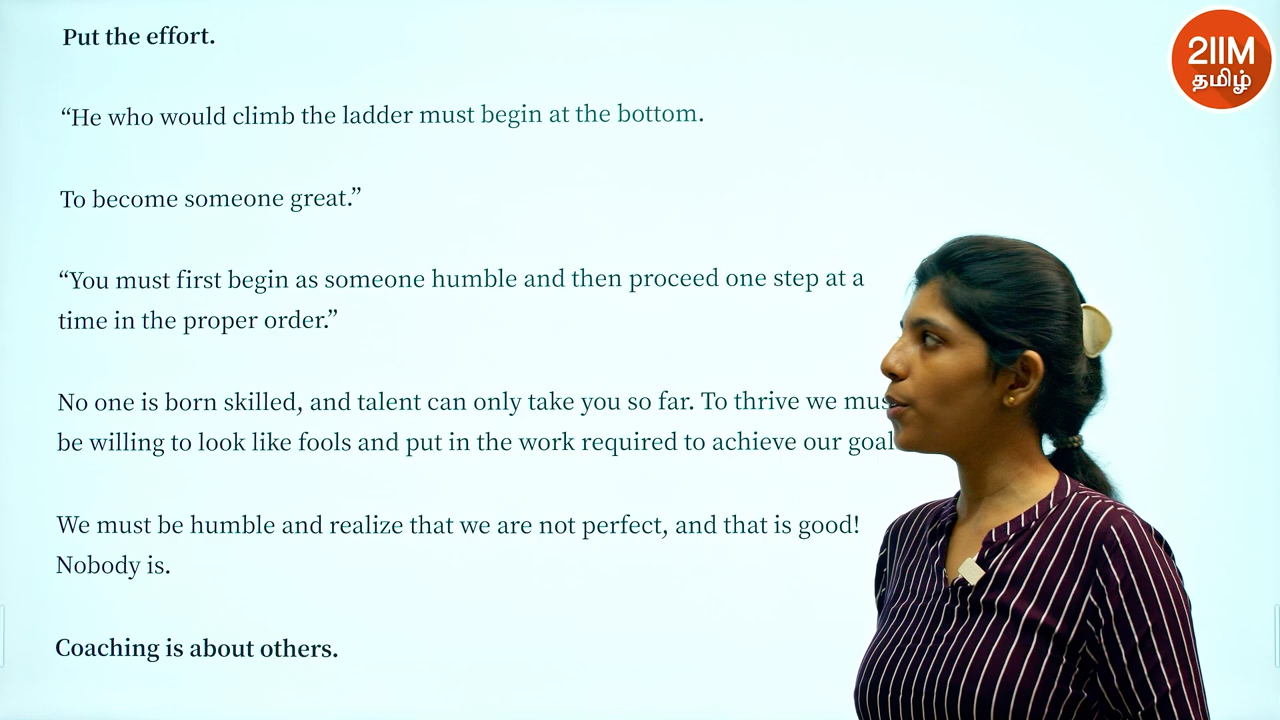 Put the effort.
“He who would climb the ladder must begin at the bottom.
To become someone great.”
“You must first begin as someone humble and then proceed one step at a
time in the proper order.”
No one is born skilled, and talent can only take you so far. To thrive we mus
be willing to look like fools and put in the work required to achieve our goal
We must be humble and realize that we are not perfect, and that is good!
Nobody is.
Coaching is about others.
2IIM
தமிழ்